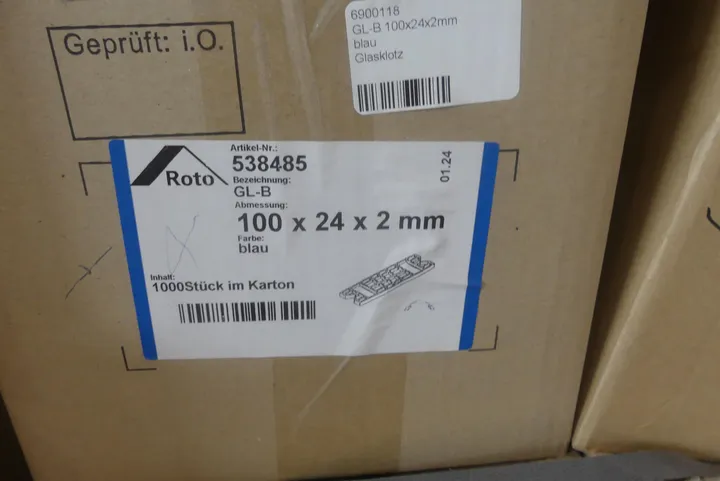 Geprüft: i.O.
6900118
GL-B 100x24x2mm
blau
Glasklotz
Roto
Artikel-Nr.:
538485
Bezeichnung:
GL-B
Abmessung:
100 x 24 x 2 mm
Farbe:
blau
01.24
Inhalt:
1000Stück im Karton